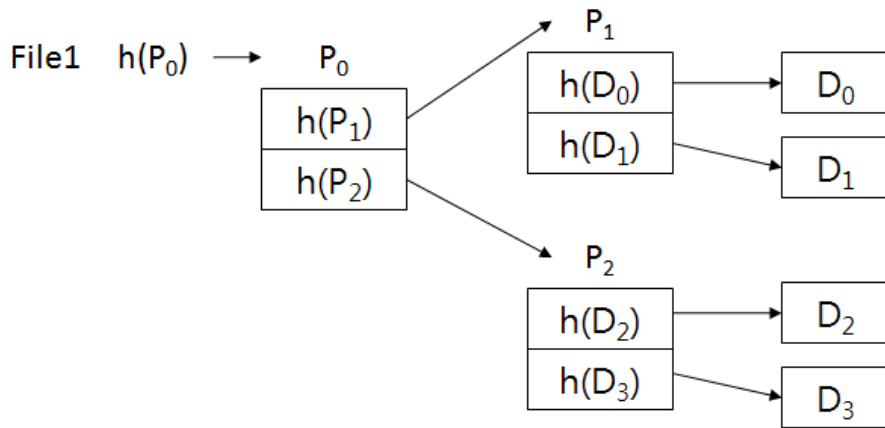 File1 h(P₀)
P₀
h(P₁)
h(P₂)
P₁
h(D₀)
h(D₁)
D₀
D₁
P₂
h(D₂)
h(D₃)
D₂
D₃